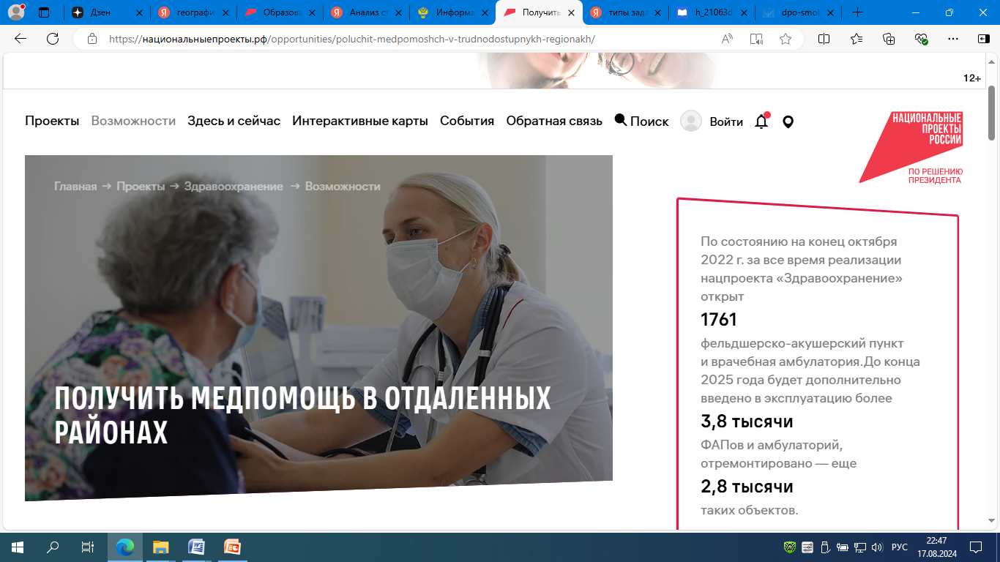 Дзен
географи
Образова
Анализ ст
Информа
Получить
типы зада
h_21063d
dpo-smol
https://национальныепроекты.рф/opportunities/poluchit-medpomoshch-v-trudnodostupnykh-regionakh/
12+
Проекты Возможности Здесь и сейчас Интерактивные карты События Обратная связь Поиск Войти
НАЦИОНАЛЬНЫЕ
ПРОЕКТЫ
РОССИИ
ПО РЕШЕНИЮ
ПРЕЗИДЕНТА
Главная → Проекты → Здравоохранение → Возможности
ПОЛУЧИТЬ МЕДПОМОЩЬ В ОТДАЛЕННЫХ
РАЙОНАХ
По состоянию на конец октября
2022 г. за все время реализации
нацпроекта «Здравоохранение»
открыт
1761
фельдшерско-акушерский пункт
и врачебная амбулатория.До конца
2025 года будет дополнительно
введено в эксплуатацию более
3,8 тысячи
ФАПов и амбулаторий,
отремонтировано — еще
2,8 тысячи
таких объектов.
РУС
22:47
17.08.2024